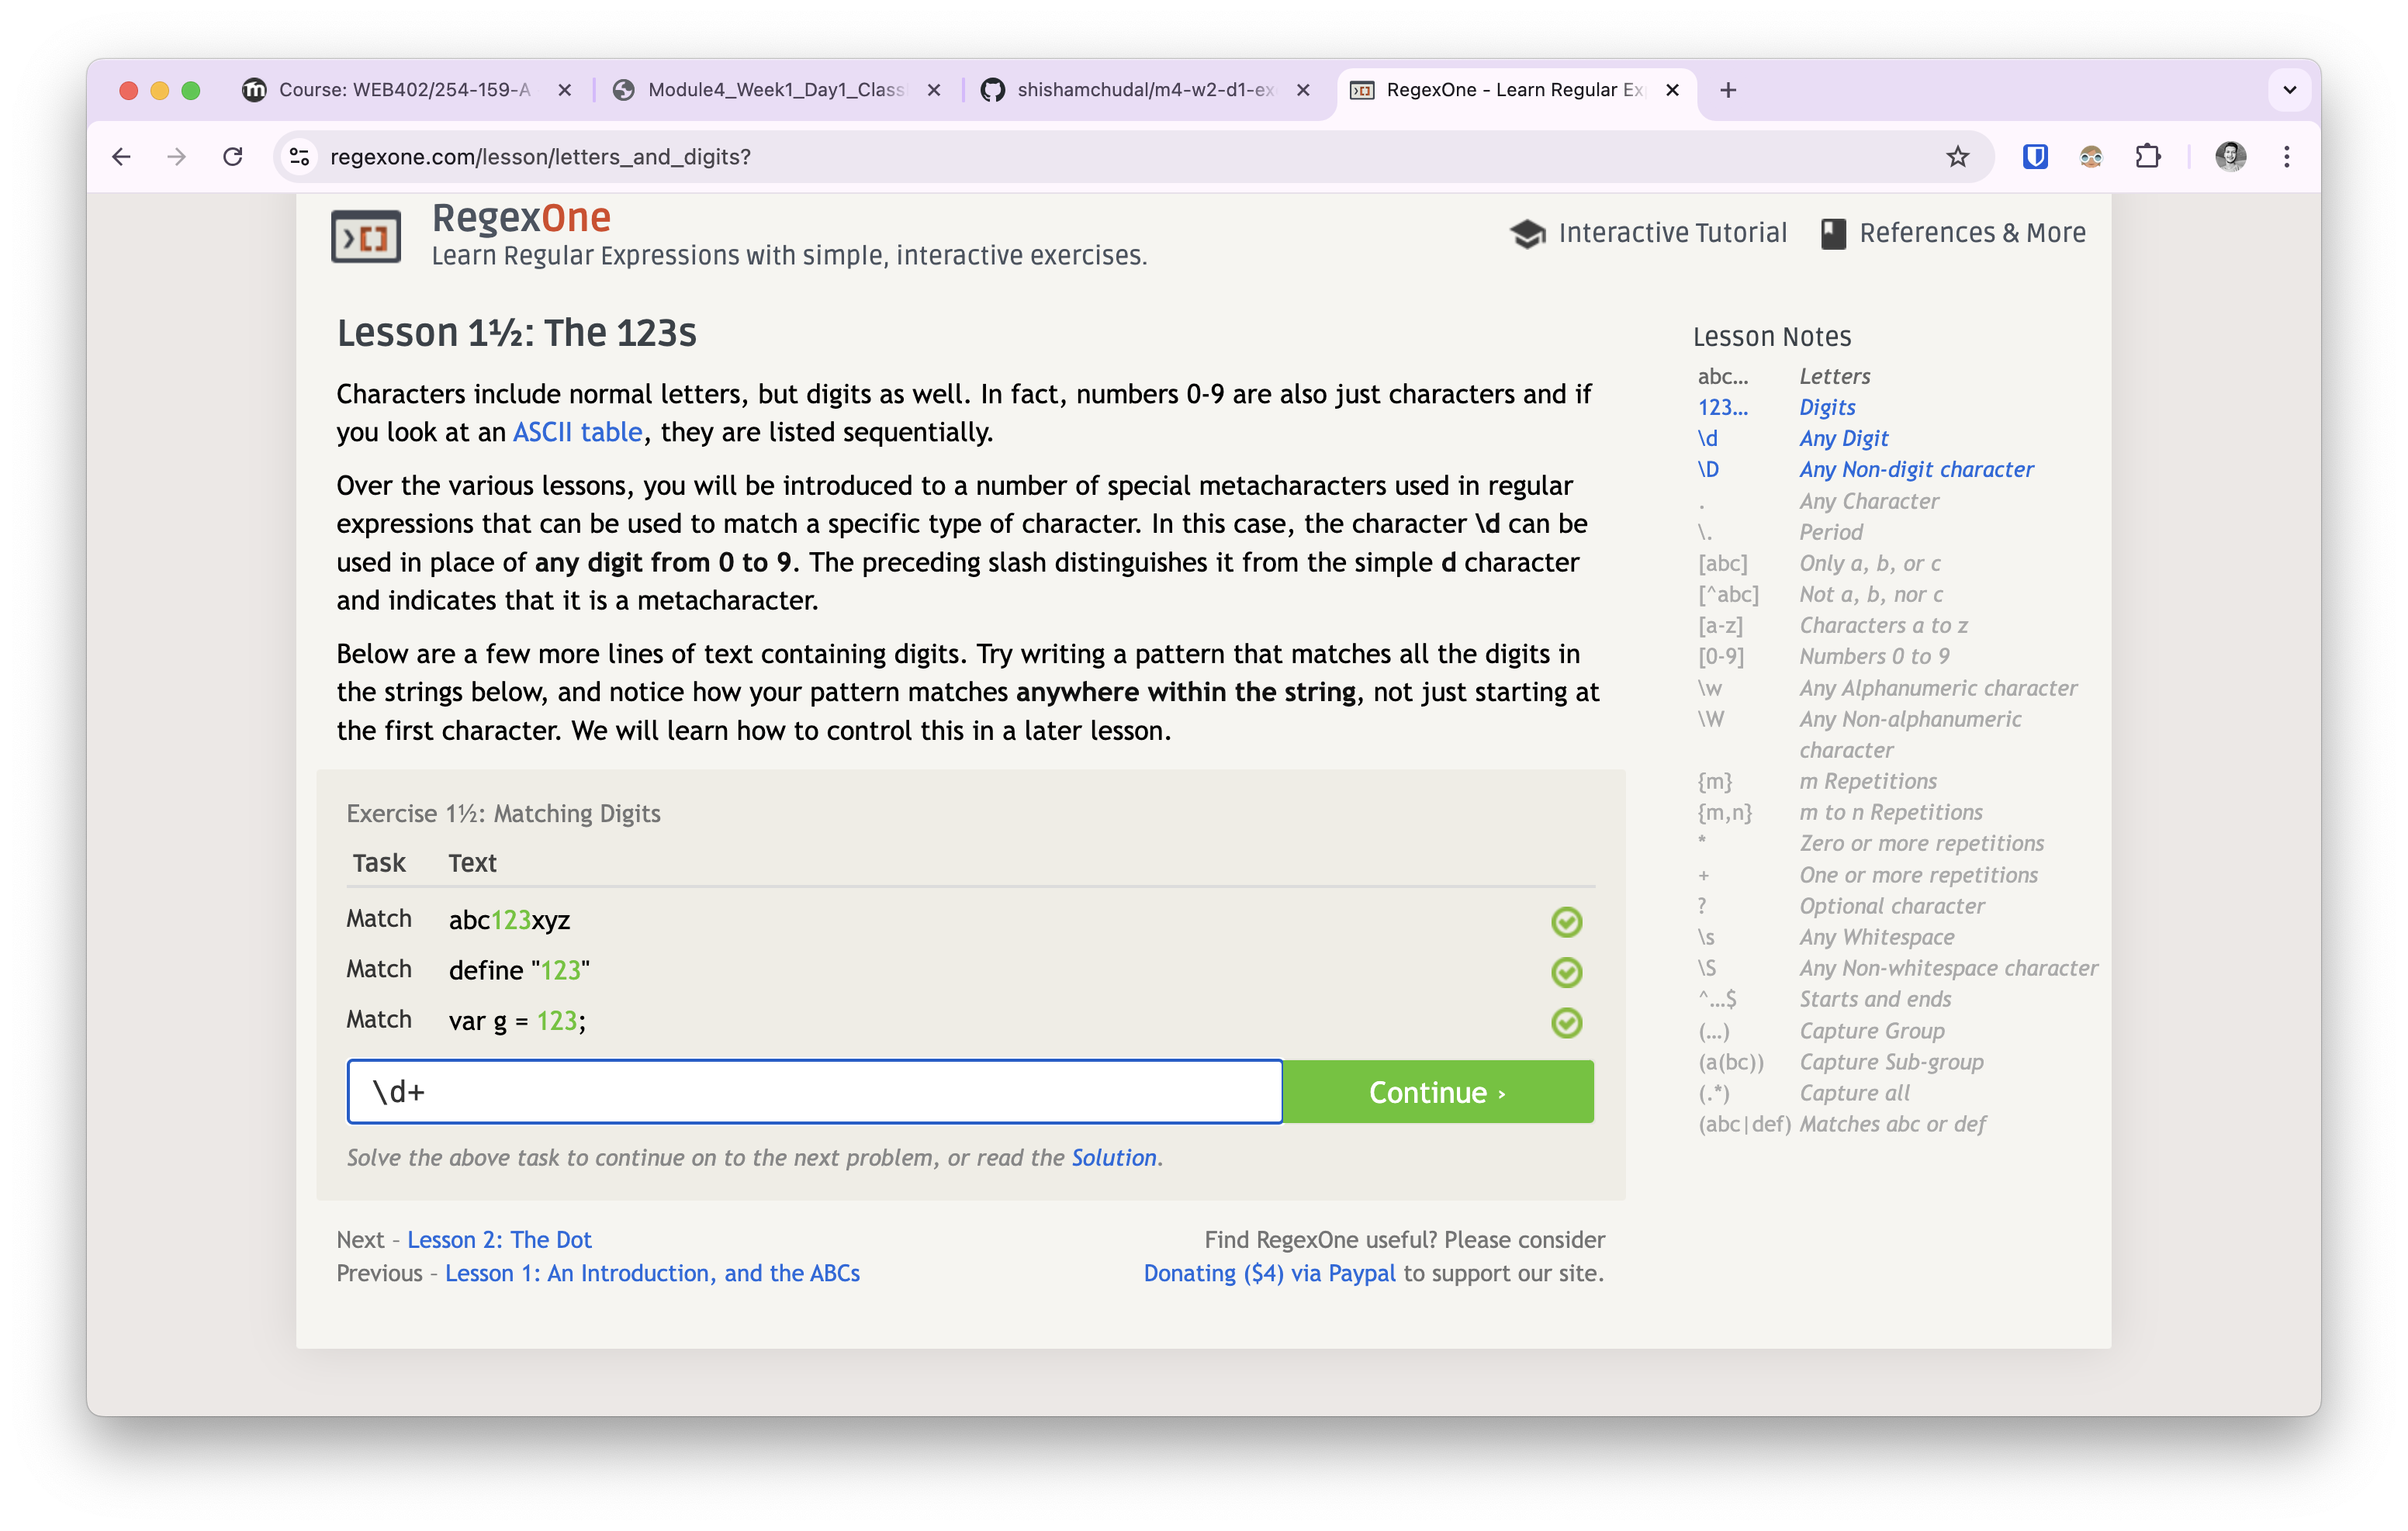 Course: WEB402/254-159-A
Module4_Week1_Day1_Class
shishamchudal/m4-w2-d1-ex
RegexOne - Learn Regular Ex
regexone.com/lesson/letters_and_digits?
RegexOne
Learn Regular Expressions with simple, interactive exercises.
Interactive Tutorial
References & More
Lesson 1½: The 123s
Characters include normal letters, but digits as well. In fact, numbers 0-9 are also just characters and if
you look at an ASCII table, they are listed sequentially.
Over the various lessons, you will be introduced to a number of special metacharacters used in regular
expressions that can be used to match a specific type of character. In this case, the character \d can be
used in place of any digit from 0 to 9. The preceding slash distinguishes it from the simple d character
and indicates that it is a metacharacter.
Below are a few more lines of text containing digits. Try writing a pattern that matches all the digits in
the strings below, and notice how your pattern matches anywhere within the string, not just starting at
the first character. We will learn how to control this in a later lesson.
Exercise 1½: Matching Digits
Task Text
Match abc123xyz
Match define "123"
Match var g = 123;
\d+
Continue ›
Solve the above task to continue on to the next problem, or read the Solution.
Next – Lesson 2: The Dot
Previous – Lesson 1: An Introduction, and the ABCs
Find RegexOne useful? Please consider
Donating ($4) via Paypal to support our site.
Lesson Notes
abc… Letters
123… Digits
\d Any Digit
\D Any Non-digit character
. Any Character
\. Period
[abc] Only a, b, or c
[^abc] Not a, b, nor c
[a-z] Characters a to z
[0-9] Numbers 0 to 9
\w Any Alphanumeric character
\W Any Non-alphanumeric
character
{m} m Repetitions
{m,n} m to n Repetitions
* Zero or more repetitions
+ One or more repetitions
? Optional character
\s Any Whitespace
\S Any Non-whitespace character
^…$ Starts and ends
(…) Capture Group
(a(bc)) Capture Sub-group
(.*) Capture all
(abc|def) Matches abc or def